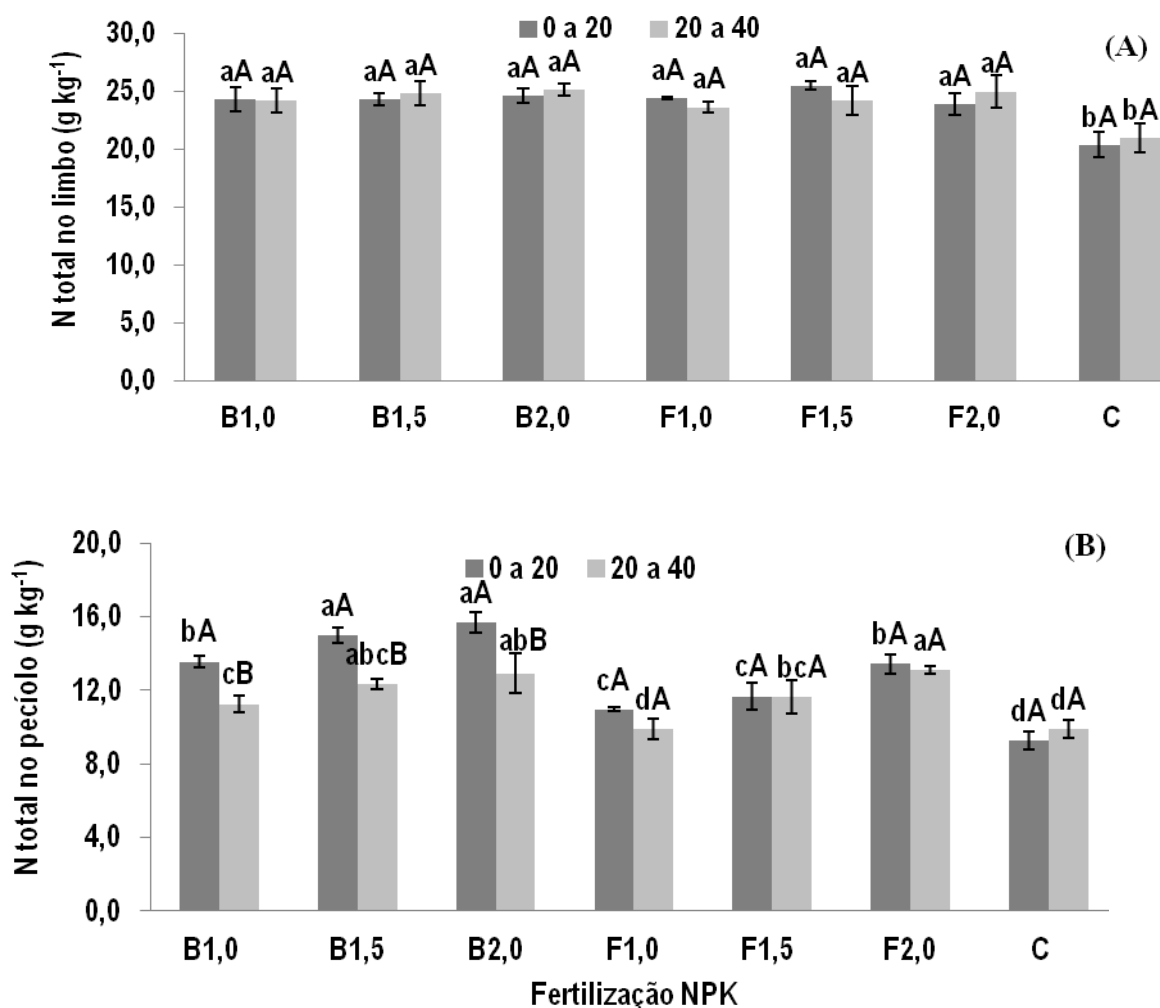 0 a 20 20 a 40
(A)
N total no limbo (g kg-1)
30,0
25,0
20,0
15,0
10,0
5,0
0,0
aA aA aA aA aA aA aA aA aA aA aA aA bA bA
B1,0 B1,5 B2,0 F1,0 F1,5 F2,0 C
(B)
0 a 20 20 a 40
N total no pecíolo (g kg-1)
20,0
16,0
12,0
8,0
4,0
0,0
bA cB aA abcB aA abB cA dA cA bcA bA aA dA dA
B1,0 B1,5 B2,0 F1,0 F1,5 F2,0 C
Fertilização NPK